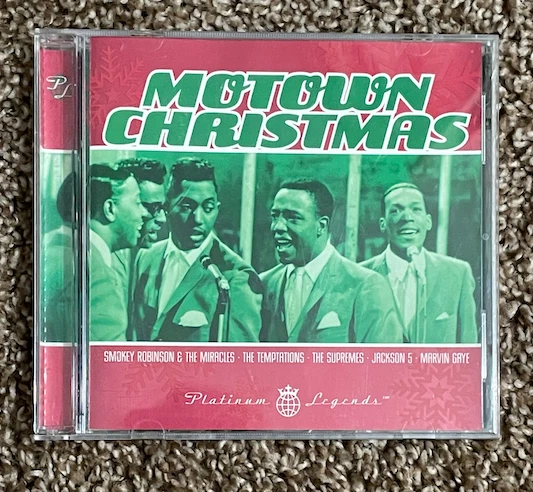 PL
MOTOWN
CHRISTMAS
SMOKEY ROBINSON & THE MIRACLES · THE TEMPTATIONS · THE SUPREMES · JACKSON 5 · MARVIN GAYE
Platinum Legends